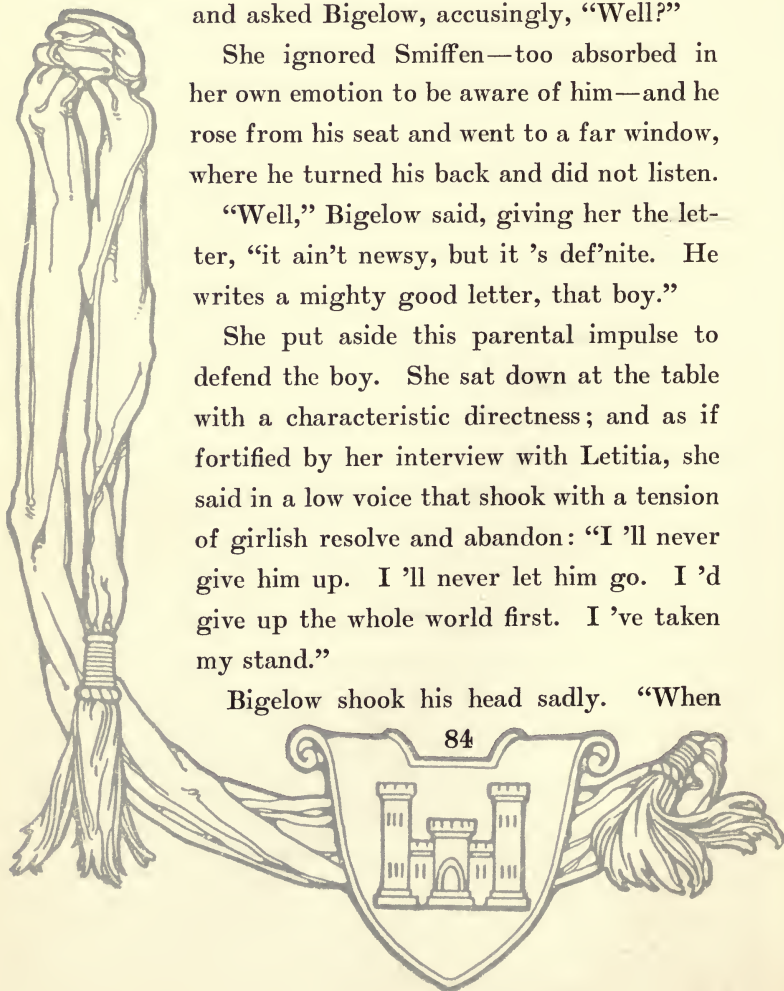 and asked Bigelow, accusingly, “Well?”
She ignored Smiffen—too absorbed in
her own emotion to be aware of him—and he
rose from his seat and went to a far window,
where he turned his back and did not listen.
“Well,” Bigelow said, giving her the let-
ter, “it ain't newsy, but it 's def'nite. He
writes a mighty good letter, that boy.”
She put aside this parental impulse to
defend the boy. She sat down at the table
with a characteristic directness; and as if
fortified by her interview with Letitia, she
said in a low voice that shook with a tension
of girlish resolve and abandon: “I 'll never
give him up. I 'll never let him go. I 'd
give up the whole world first. I 've taken
my stand.”
Bigelow shook his head sadly. “When
84